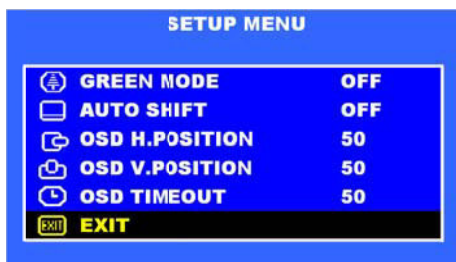 SETUP MENU
GREEN MODE OFF
AUTO SHIFT OFF
OSD H.POSITION 50
OSD V.POSITION 50
OSD TIMEOUT 50
EXIT EXIT